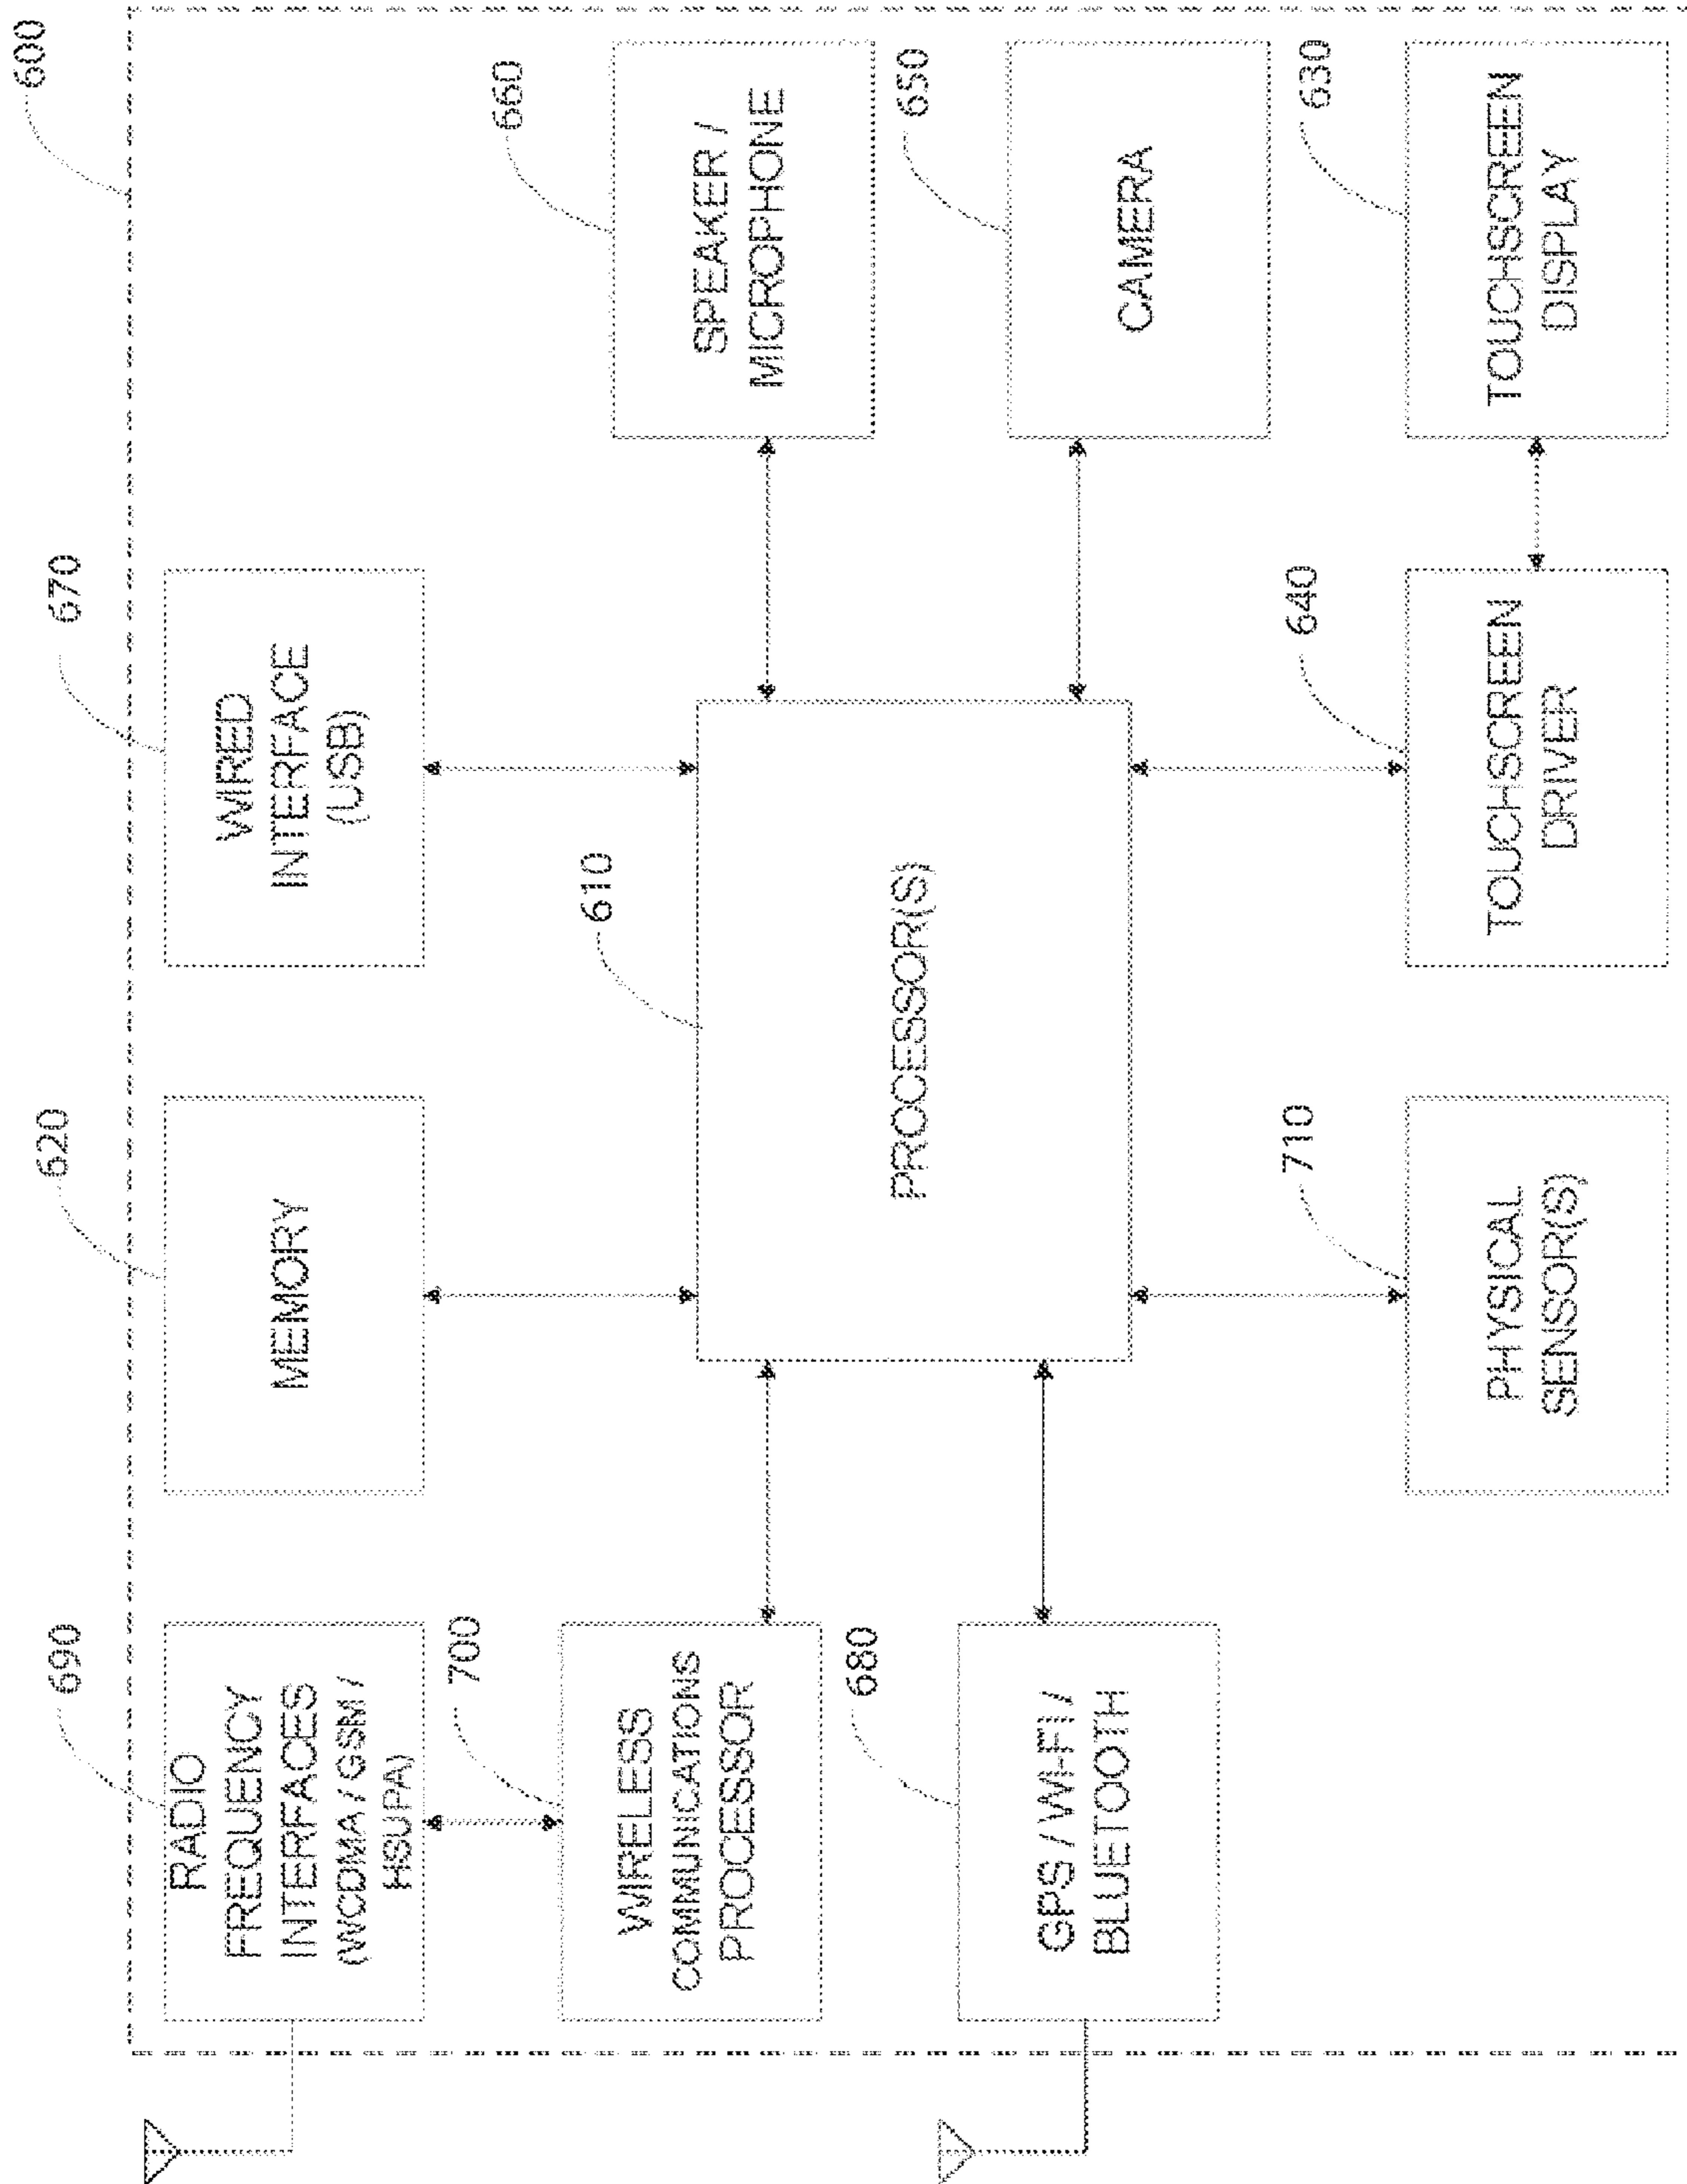 600
690
RADIO
FREQUENCY
INTERFACES
(WCDMA / GSM /
HSUPA)
620
MEMORY
670
WIRED
INTERFACE
(USB)
700
WIRELESS
COMMUNICATIONS
PROCESSOR
610
PROCESSOR(S)
660
SPEAKER /
MICROPHONE
680
GPS / WI-FI /
BLUETOOTH
650
CAMERA
710
PHYSICAL
SENSOR(S)
640
TOUCHSCREEN
DRIVER
630
TOUCHSCREEN
DISPLAY